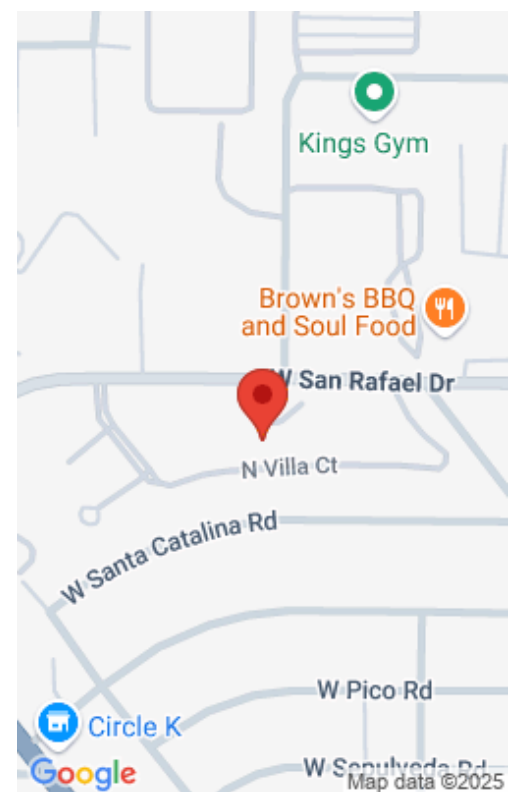 Kings Gym
Brown's BBQ
and Soul Food
W San Rafael Dr
N Villa Ct
W Santa Catalina Rd
W Pico Rd
Circle K
W Sepulveda Rd
Google
Map data ©2025